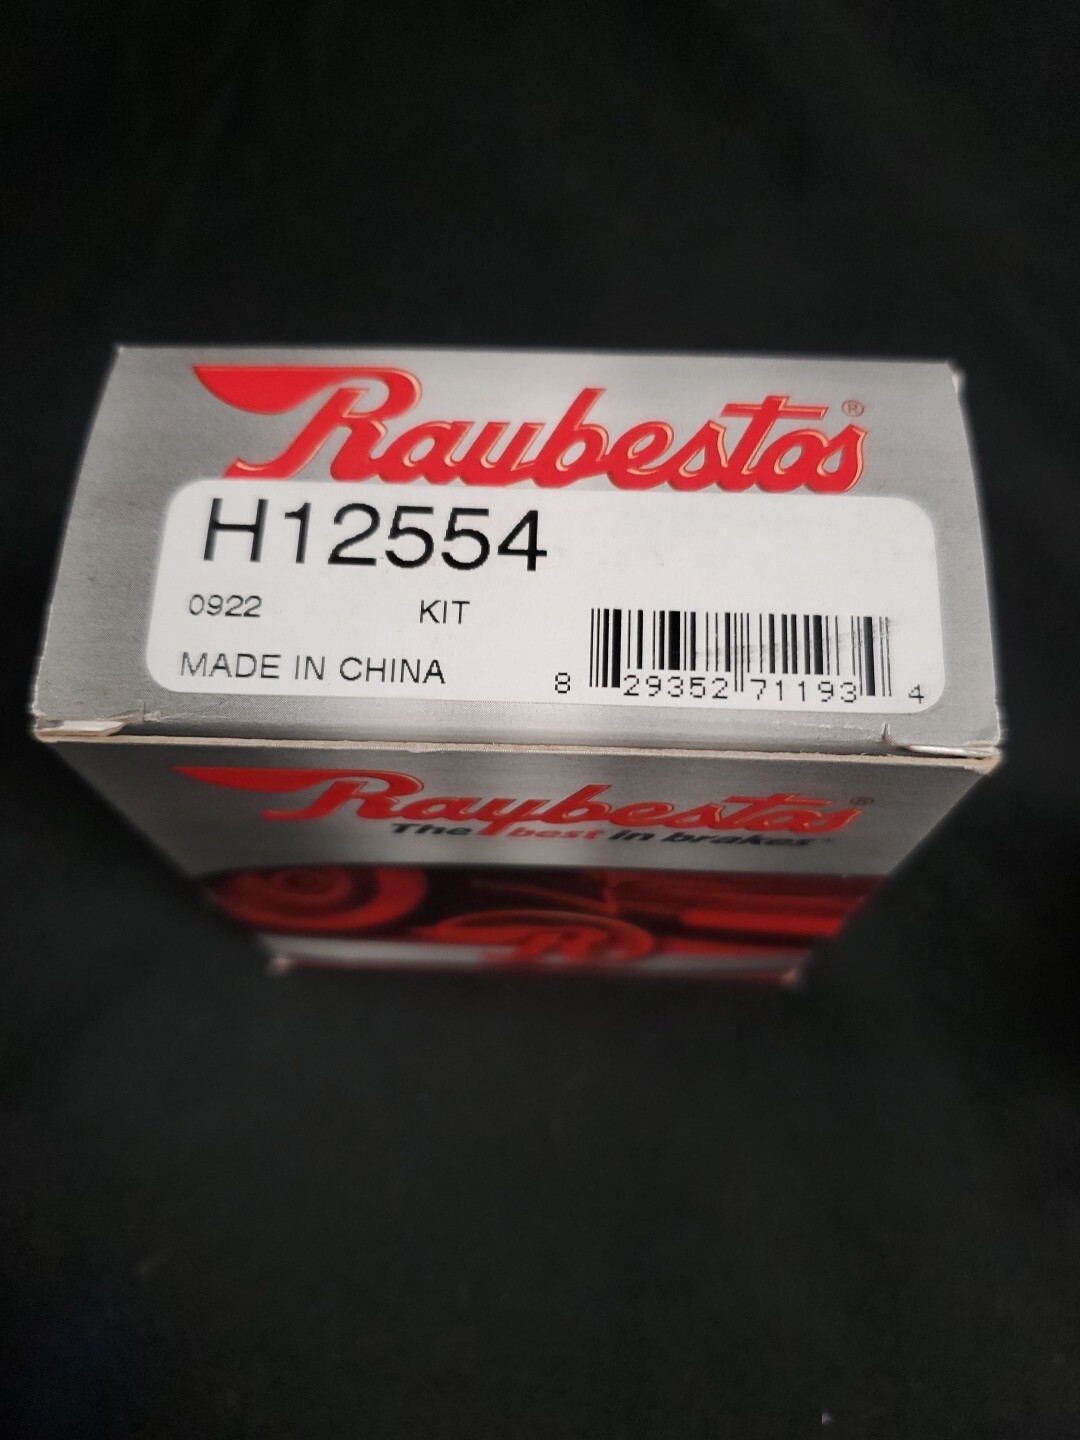 Raybestos®
H12554
0922 KIT
MADE IN CHINA
8 29352 71193 4
Raybestos®
The best in brakes
R